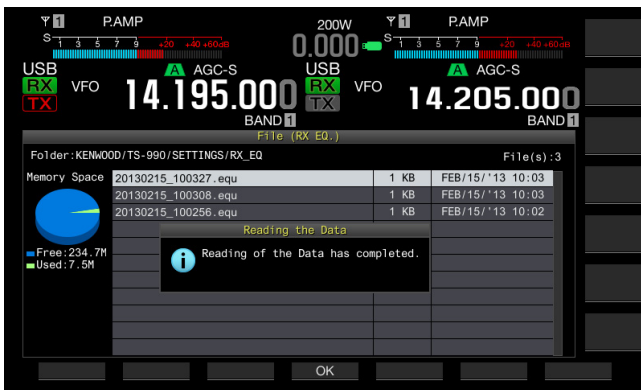 1 P.AMP 200W 1 P.AMP
S 1 3 5 7 9 +20 +40 +60dB 0.000 S 1 3 5 7 9 +20 +40 +60dB
USB A AGC-S USB A AGC-S
RX VFO 14.195.000 RX VFO 14.205.000
TX TX
BAND 1 BAND 1
File (RX EQ.)
Folder:KENWOOD/TS-990/SETTINGS/RX_EQ File(s):3
Memory Space 20130215_100327.equ 1 KB FEB/15/'13 10:03
20130215_100308.equ 1 KB FEB/15/'13 10:03
20130215_100256.equ 1 KB FEB/15/'13 10:02
Reading the Data
Reading of the Data has completed.
Free:234.7M
Used:7.5M
OK